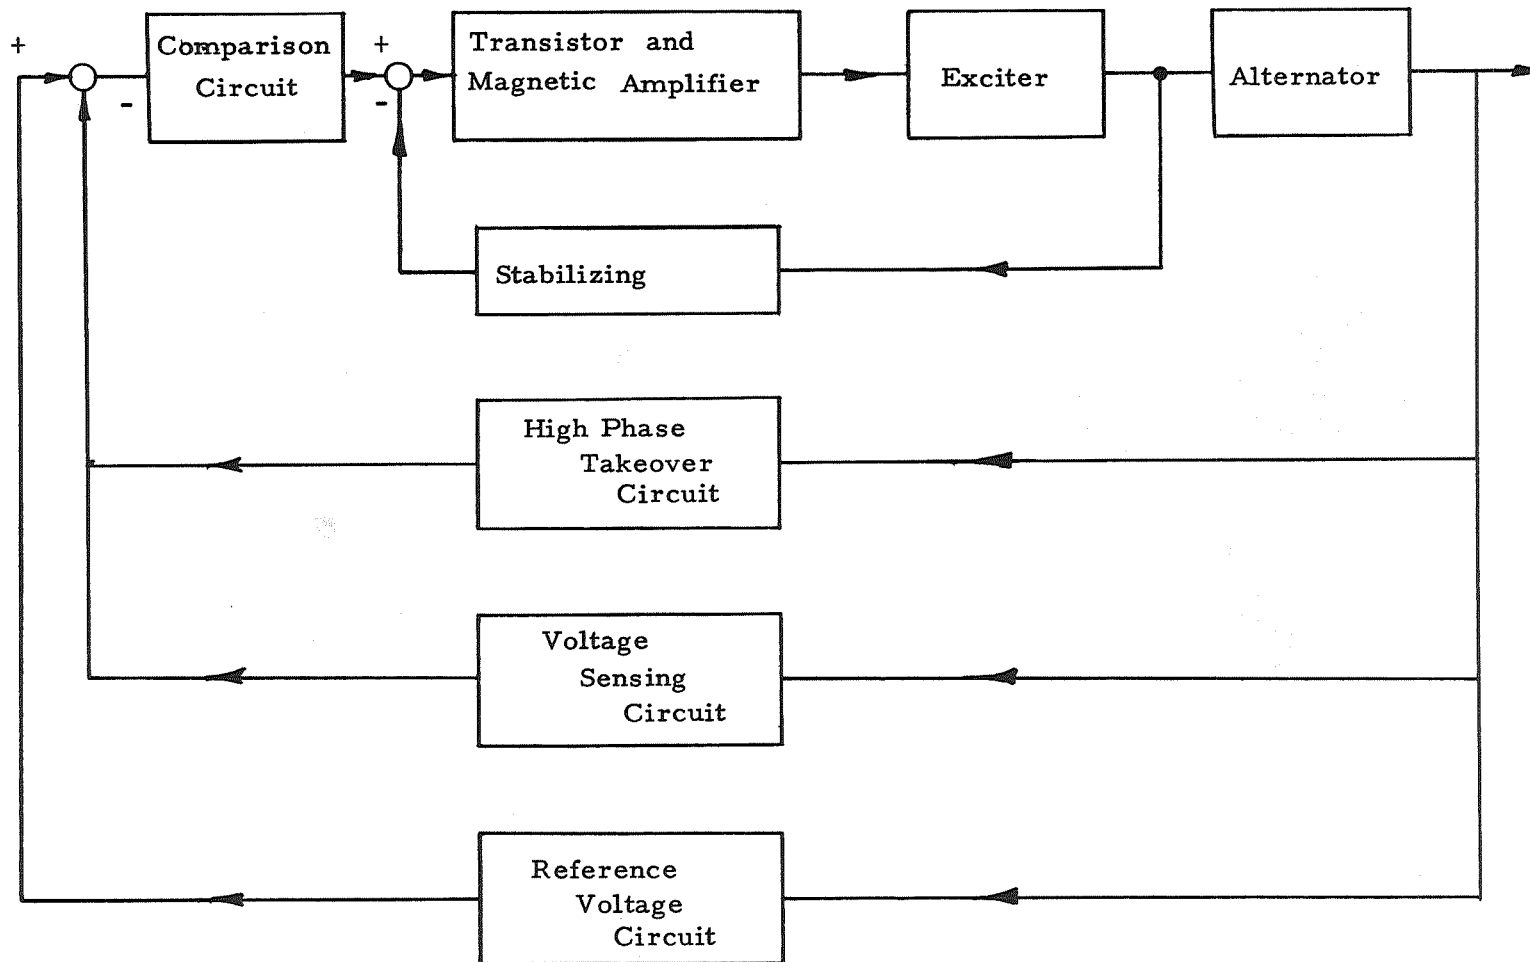 +
Comparison
Circuit
-
+
-
Transistor and
Magnetic Amplifier
Exciter
Alternator
Stabilizing
High Phase
Takeover
Circuit
Voltage
Sensing
Circuit
Reference
Voltage
Circuit